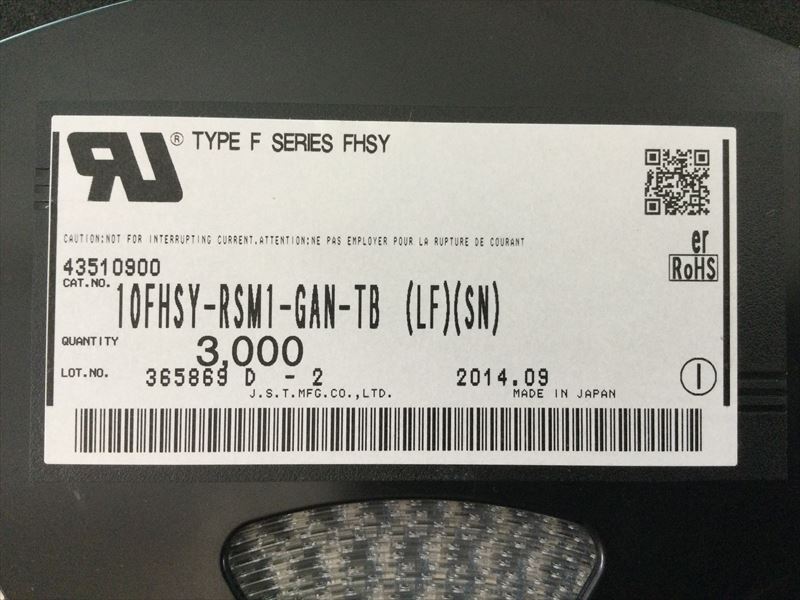 ® TYPE F SERIES FHSY
CAUTION:NOT FOR INTERRUPTING CURRENT.ATTENTION:NE PAS EMPLOYER POUR LA RUPTURE DE COURANT
er
43510900
RoHS
CAT.NO. 10FHSY-RSM1-GAN-TB (LF)(SN)
QUANTITY 3,000
LOT.NO. 365869 D - 2 2014.09
J.S.T.MFG.CO.,LTD. MADE IN JAPAN